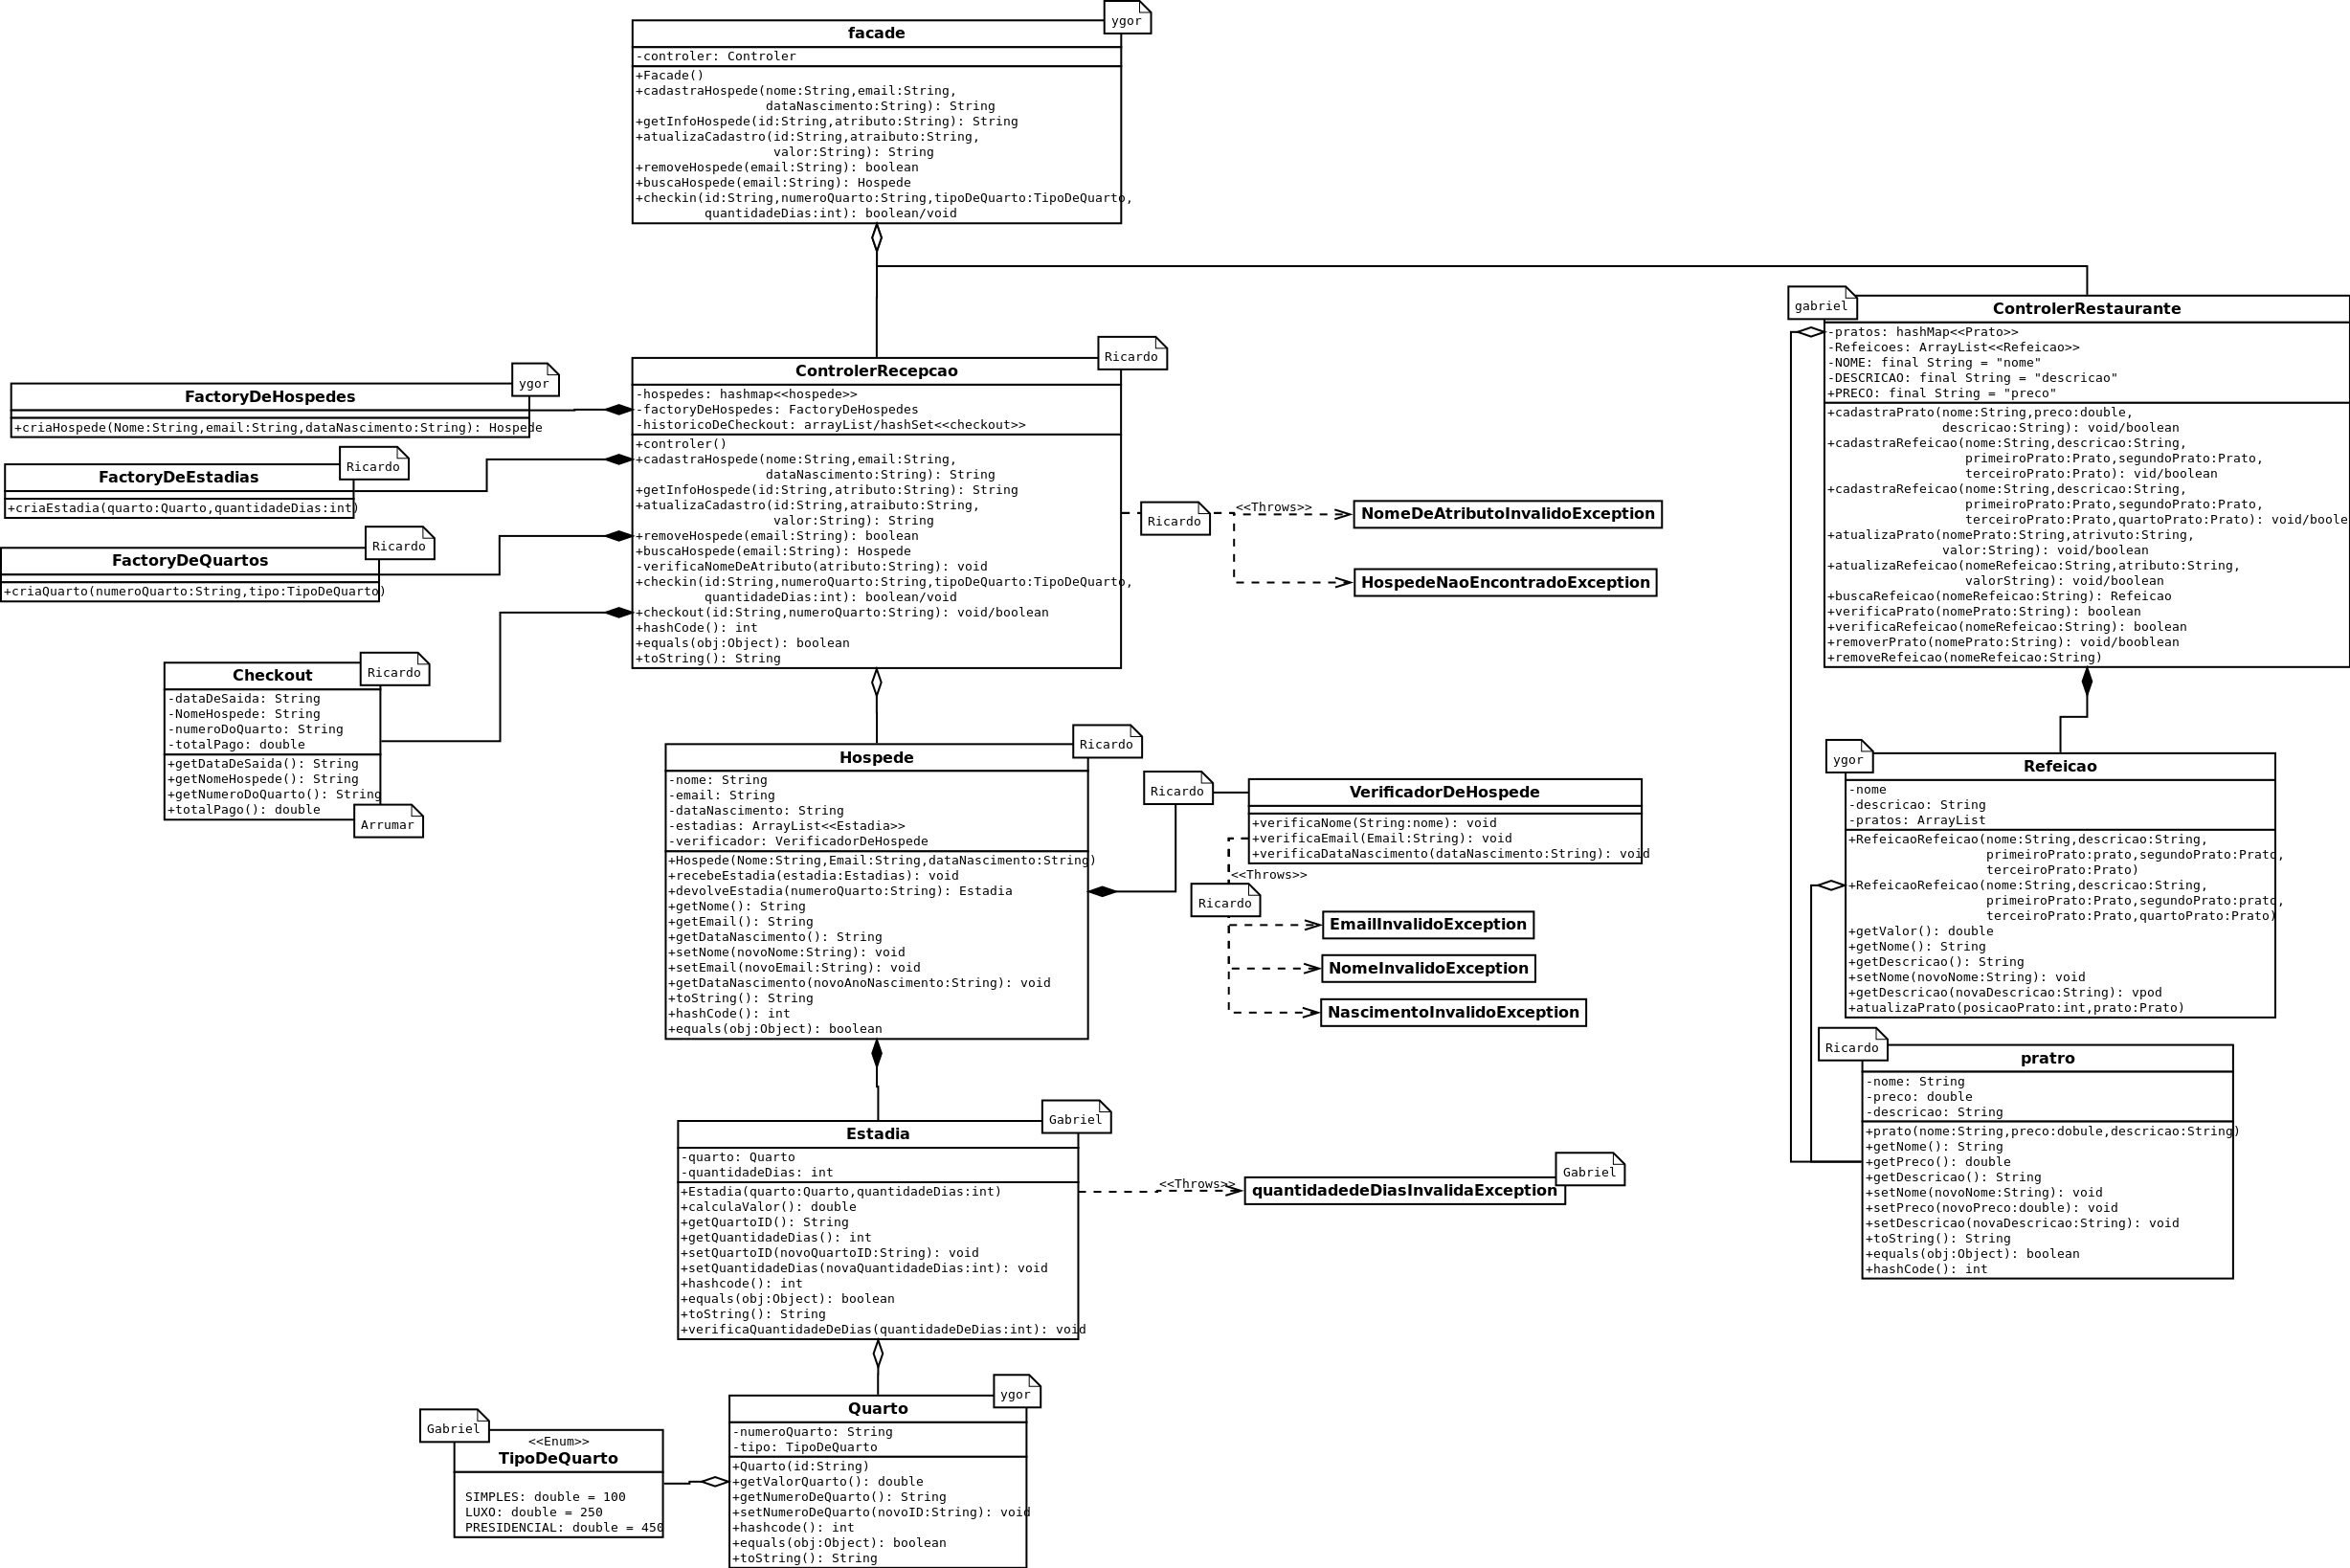 ygor
facade
-controler: Controler
+Facade()
+cadastraHospede(nome:String,email:String,
dataNascimento:String): String
+getInfoHospede(id:String,atributo:String): String
+atualizaCadastro(id:String,atraibuto:String,
valor:String): String
+removeHospede(email:String): boolean
+buscaHospede(email:String): Hospede
+checkin(id:String,numeroQuarto:String,tipoDeQuarto:TipoDeQuarto,
quantidadeDias:int): boolean/void
ygor
FactoryDeHospedes
+criaHospede(Nome:String,email:String,dataNascimento:String): Hospede
Ricardo
FactoryDeEstadias
+criaEstadia(quarto:Quarto,quantidadeDias:int)
Ricardo
FactoryDeQuartos
+criaQuarto(numeroQuarto:String,tipo:TipoDeQuarto)
Ricardo
Checkout
-dataDeSaida: String
-NomeHospede: String
-numeroDoQuarto: String
-totalPago: double
+getDataDeSaida(): String
+getNomeHospede(): String
+getNumeroDoQuarto(): String
+totalPago(): double
Arrumar
Ricardo
ControlerRecepcao
-hospedes: hashmap<<hospede>>
-factoryDeHospedes: FactoryDeHospedes
-historicoDeCheckout: arrayList/hashSet<<checkout>>
+controler()
+cadastraHospede(nome:String,email:String,
dataNascimento:String): String
+getInfoHospede(id:String,atributo:String): String
+atualizaCadastro(id:String,atraibuto:String,
valor:String): String
+removeHospede(email:String): boolean
+buscaHospede(email:String): Hospede
-verificaNomeDeAtributo(atributo:String): void
+checkin(id:String,numeroQuarto:String,tipoDeQuarto:TipoDeQuarto,
quantidadeDias:int): boolean/void
+checkout(id:String,numeroQuarto:String): void/boolean
+hashCode(): int
+equals(obj:Object): boolean
+toString(): String
Ricardo
<<Throws>>
NomeDeAtributoInvalidoException
HospedeNaoEncontradoException
gabriel
ControlerRestaurante
-pratos: hashMap<<Prato>>
-Refeicoes: ArrayList<<Refeicao>>
-NOME: final String = "nome"
-DESCRICAO: final String = "descricao"
+PRECO: final String = "preco"
+cadastraPrato(nome:String,preco:double,
descricao:String): void/boolean
+cadastraRefeicao(nome:String,descricao:String,
primeiroPrato:Prato,segundoPrato:Prato,
terceiroPrato:Prato): vid/boolean
+cadastraRefeicao(nome:String,descricao:String,
primeiroPrato:Prato,segundoPrato:Prato,
terceiroPrato:Prato,quartoPrato:Prato): void/boole
+atualizaPrato(nomePrato:String,atrivuto:String,
valor:String): void/boolean
+atualizaRefeicao(nomeRefeicao:String,atributo:String,
valorString): void/boolean
+buscaRefeicao(nomeRefeicao:String): Refeicao
+verificaPrato(nomePrato:String): boolean
+verificaRefeicao(nomeRefeicao:String): boolean
+removerPrato(nomePrato:String): void/booblean
+removeRefeicao(nomeRefeicao:String)
Ricardo
Hospede
-nome: String
-email: String
-dataNascimento: String
-estadias: ArrayList<<Estadia>>
-verificador: VerificadorDeHospede
+Hospede(Nome:String,Email:String,dataNascimento:String)
+recebeEstadia(estadia:Estadias): void
+devolveEstadia(numeroQuarto:String): Estadia
+getNome(): String
+getEmail(): String
+getDataNascimento(): String
+setNome(novoNome:String): void
+setEmail(novoEmail:String): void
+getDataNascimento(novoAnoNascimento:String): void
+toString(): String
+hashCode(): int
+equals(obj:Object): boolean
Ricardo
VerificadorDeHospede
+verificaNome(String:nome): void
+verificaEmail(Email:String): void
+verificaDataNascimento(dataNascimento:String): void
<<Throws>>
Ricardo
EmailInvalidoException
NomeInvalidoException
NascimentoInvalidoException
ygor
Refeicao
-nome
-descricao: String
-pratos: ArrayList
+RefeicaoRefeicao(nome:String,descricao:String,
primeiroPrato:prato,segundoPrato:Prato,
terceiroPrato:Prato)
+RefeicaoRefeicao(nome:String,descricao:String,
primeiroPrato:Prato,segundoPrato:prato,
terceiroPrato:Prato,quartoPrato:Prato)
+getValor(): double
+getNome(): String
+getDescricao(): String
+setNome(novoNome:String): void
+getDescricao(novaDescricao:String): vpod
+atualizaPrato(posicaoPrato:int,prato:Prato)
Ricardo
pratro
-nome: String
-preco: double
-descricao: String
+prato(nome:String,preco:dobule,descricao:String)
+getNome(): String
+getPreco(): double
+getDescricao(): String
+setNome(novoNome:String): void
+setPreco(novoPreco:double): void
+setDescricao(novaDescricao:String): void
+toString(): String
+equals(obj:Object): boolean
+hashCode(): int
Gabriel
Estadia
-quarto: Quarto
-quantidadeDias: int
+Estadia(quarto:Quarto,quantidadeDias:int)
+calculaValor(): double
+getQuartoID(): String
+getQuantidadeDias(): int
+setQuartoID(novoQuartoID:String): void
+setQuantidadeDias(novaQuantidadeDias:int): void
+hashcode(): int
+equals(obj:Object): boolean
+toString(): String
+verificaQuantidadeDeDias(quantidadeDeDias:int): void
<<Throws>>
Gabriel
quantidadedeDiasInvalidaException
Gabriel
<<Enum>>
TipoDeQuarto
SIMPLES: double = 100
LUXO: double = 250
PRESIDENCIAL: double = 450
ygor
Quarto
-numeroQuarto: String
-tipo: TipoDeQuarto
+Quarto(id:String)
+getValorQuarto(): double
+getNumeroDeQuarto(): String
+setNumeroDeQuarto(novoID:String): void
+hashcode(): int
+equals(obj:Object): boolean
+toString(): String